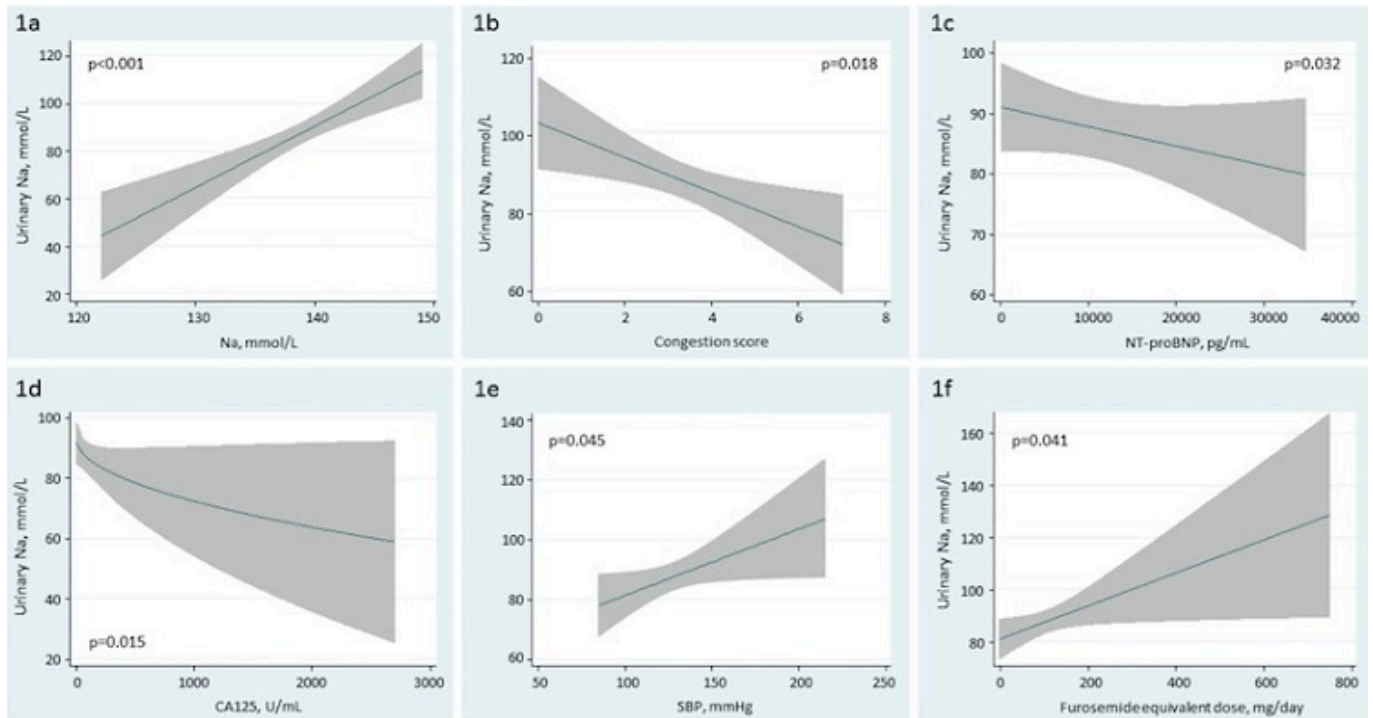 1a
p<0.001
120
100
80
60
40
20
Urinary Na, mmol/L
120 130 140 150
Na, mmol/L
1b
p=0.018
120
100
80
60
Urinary Na, mmol/L
0 2 4 6 8
Congestion score
1c
p=0.032
100
90
80
70
60
Urinary Na, mmol/L
0 10000 20000 30000 40000
NT-proBNP, pg/mL
1d
100
80
60
40
20
Urinary Na, mmol/L
p=0.015
0 1000 2000 3000
CA125, U/mL
1e
p=0.045
140
120
100
80
60
Urinary Na, mmol/L
50 100 150 200 250
SBP, mmHg
1f
p=0.041
160
140
120
100
80
Urinary Na, mmol/L
0 200 400 600 800
Furosemide equivalent dose, mg/day